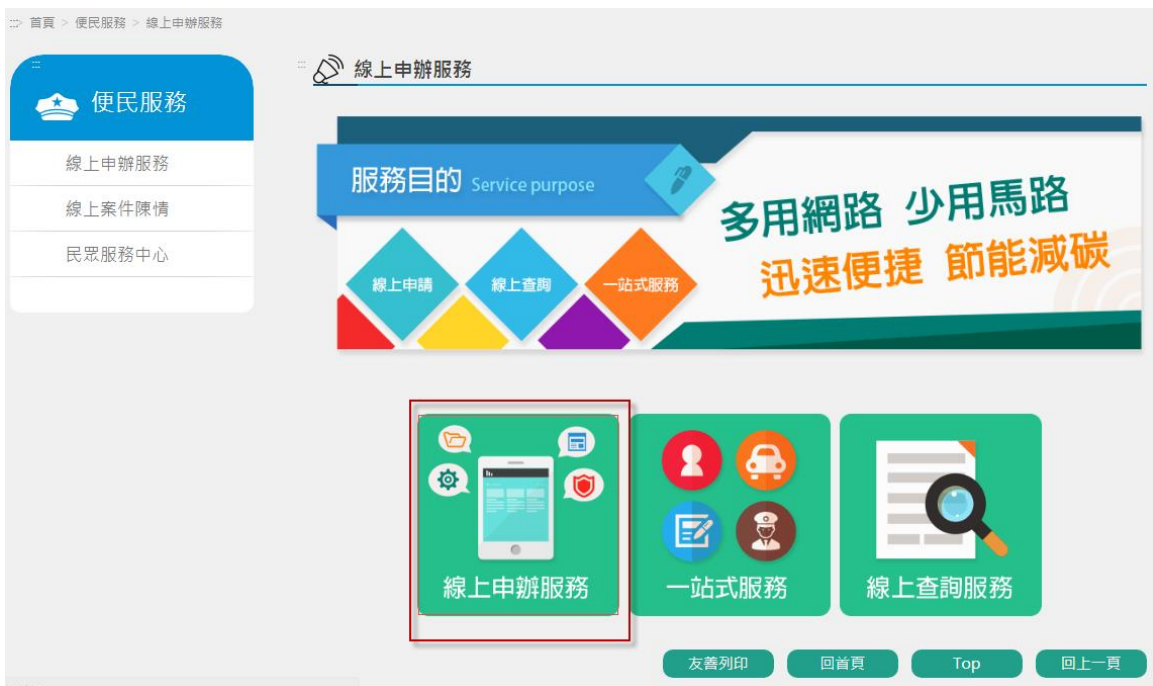 首頁 > 便民服務 > 線上申辦服務
便民服務
線上申辦服務
線上案件陳情
民眾服務中心
線上申辦服務
服務目的 Service purpose
多用網路 少用馬路
迅速便捷 節能減碳
線上申請
線上查詢
一站式服務
線上申辦服務
一站式服務
線上查詢服務
友善列印
回首頁
Top
回上一頁